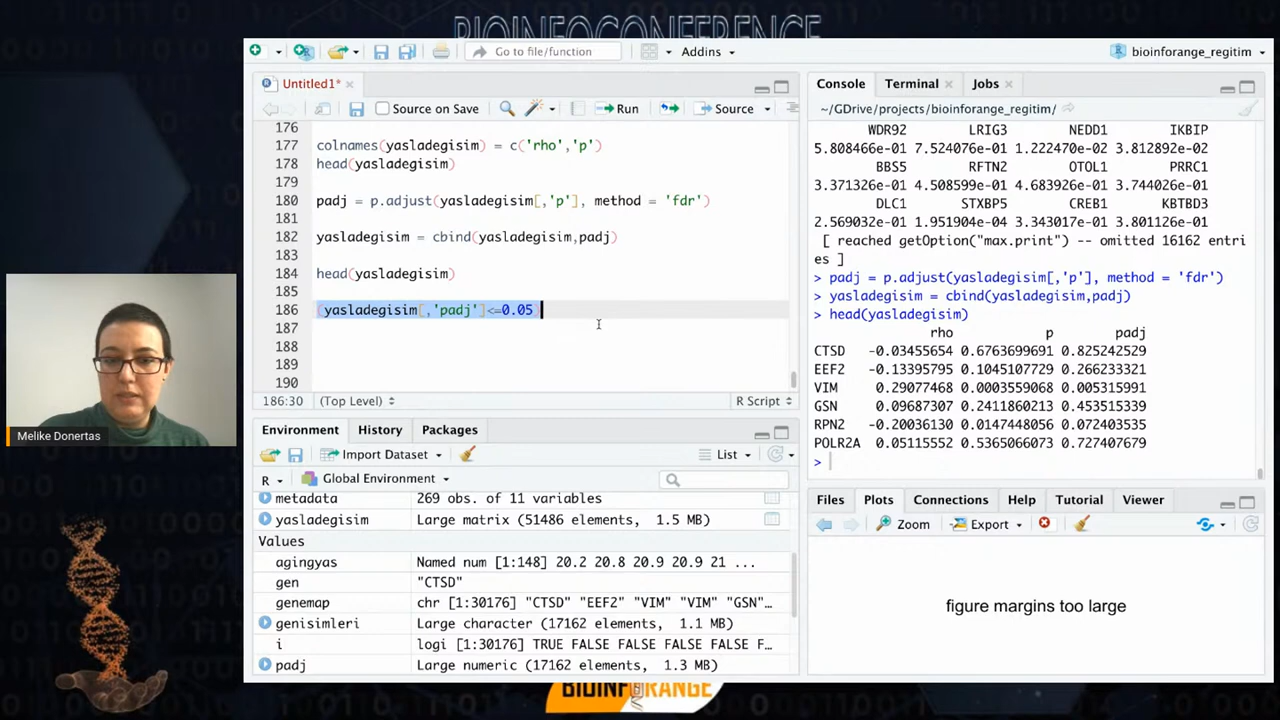 BIOINFOCONFERENCE
Go to file/function
Addins
bioinforange_regitim
Untitled1*
Source on Save
Run
Source
176
177 colnames(yasladegisim) = c('rho','p')
178 head(yasladegisim)
179
180 padj = p.adjust(yasladegisim[,'p'], method = 'fdr')
181
182 yasladegisim = cbind(yasladegisim,padj)
183
184 head(yasladegisim)
185
186 (yasladegisim[,'padj']<=0.05
187
188
189
190
186:30 (Top Level) R Script
Console Terminal Jobs
~/GDrive/projects/bioinforange_regitim/
WDR92 LRIG3 NEDD1 IKBIP
5.808466e-01 7.524076e-01 1.222470e-02 3.812892e-02
BBS5 RFTN2 OTOL1 PRRC1
3.371326e-01 4.508599e-01 4.683926e-01 3.744026e-01
DLC1 STXBP5 CREB1 KBTBD3
2.569032e-01 1.951904e-04 3.343017e-01 3.801126e-01
[ reached getOption("max.print") -- omitted 16162 entri
es ]
> padj = p.adjust(yasladegisim[,'p'], method = 'fdr')
> yasladegisim = cbind(yasladegisim,padj)
> head(yasladegisim)
rho p padj
CTSD -0.03455654 0.6763699691 0.825242529
EEF2 -0.13395795 0.1045107729 0.266233321
VIM 0.29077468 0.0003559068 0.005315991
GSN 0.09687307 0.2411860213 0.453515339
RPN2 -0.20036130 0.0147448056 0.072403535
POLR2A 0.05115552 0.5365066073 0.727407679
>
Melike Donertas
Environment History Packages
Import Dataset List
R Global Environment
metadata 269 obs. of 11 variables
yasladegisim Large matrix (51486 elements, 1.5 MB)
Values
agingyas Named num [1:148] 20.2 20.8 20.9 20.9 21 ...
gen "CTSD"
genemap chr [1:30176] "CTSD" "EEF2" "VIM" "VIM" "GSN"…
genisimleri Large character (17162 elements, 1.1 MB)
i logi [1:30176] TRUE FALSE FALSE FALSE FALSE F…
padj Large numeric (17162 elements, 1.3 MB)
Files Plots Connections Help Tutorial Viewer
Zoom Export
figure margins too large
BIOINFORANGE